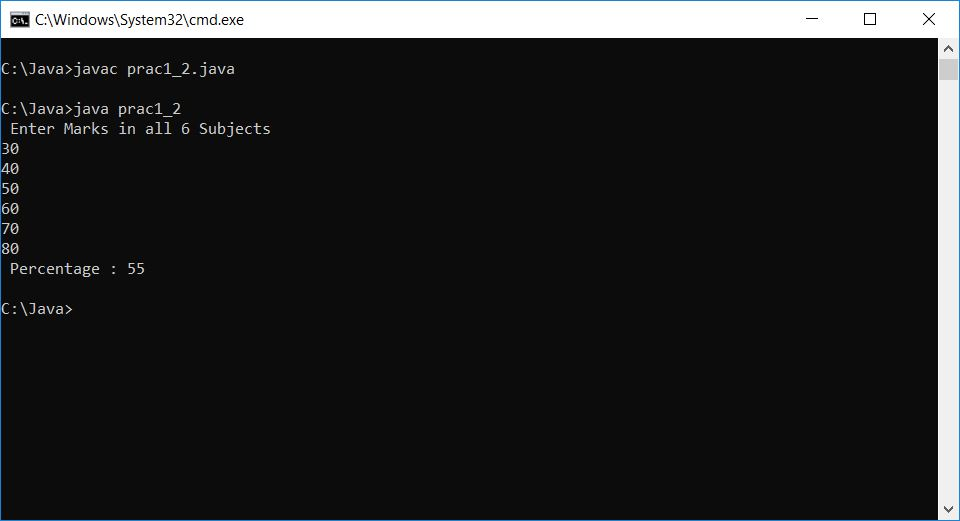 C:\Windows\System32\cmd.exe
C:\Java>javac prac1_2.java
C:\Java>java prac1_2
Enter Marks in all 6 Subjects
30
40
50
60
70
80
Percentage : 55
C:\Java>